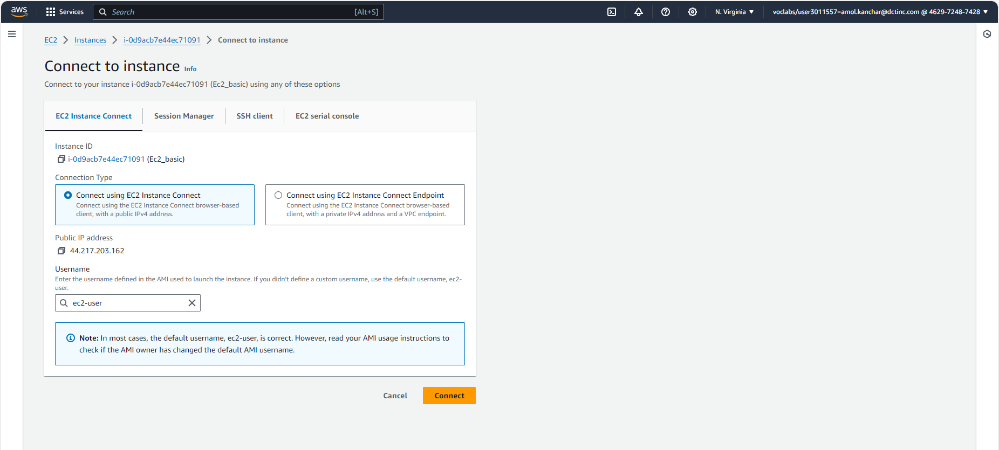 aws
Services
Search
[Alt+S]
N. Virginia
voclabs/user3011557=amol.kanchar@dctinc.com @ 4629-7248-7428
EC2
Instances
i-0d9acb7e44ec71091
Connect to instance
Connect to instance
Info
Connect to your instance i-0d9acb7e44ec71091 (Ec2_basic) using any of these options
EC2 Instance Connect
Session Manager
SSH client
EC2 serial console
Instance ID
i-0d9acb7e44ec71091 (Ec2_basic)
Connection Type
Connect using EC2 Instance Connect
Connect using the EC2 Instance Connect browser-based
client, with a public IPv4 address.
Connect using EC2 Instance Connect Endpoint
Connect using the EC2 Instance Connect browser-based
client, with a private IPv4 address and a VPC endpoint.
Public IP address
44.217.203.162
Username
Enter the username defined in the AMI used to launch the instance. If you didn't define a custom username, use the default username, ec2-
user.
ec2-user
Note: In most cases, the default username, ec2-user, is correct. However, read your AMI usage instructions to
check if the AMI owner has changed the default AMI username.
Cancel
Connect